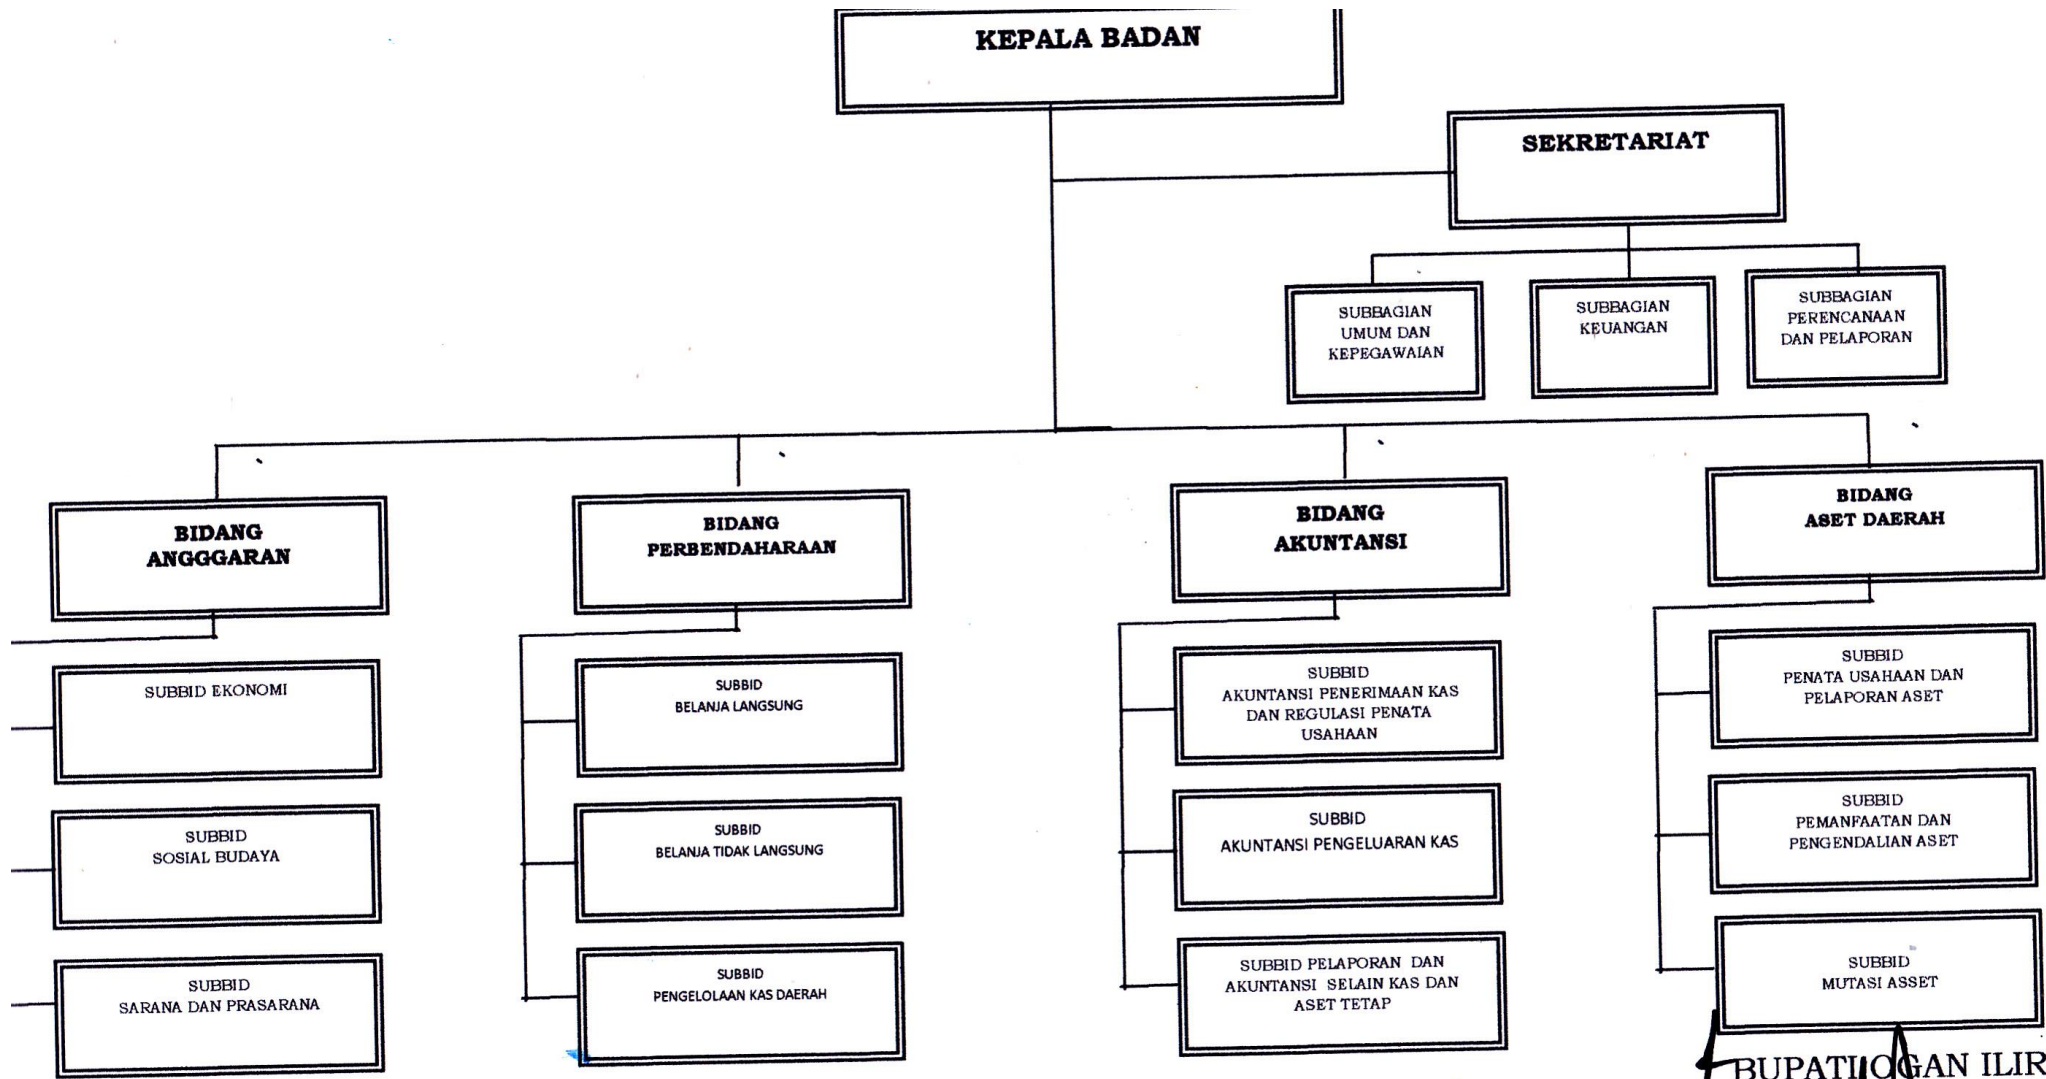 KEPALA BADAN
SEKRETARIAT
SUBBAGIAN
UMUM DAN
KEPEGAWAIAN
SUBBAGIAN
KEUANGAN
SUBBAGIAN
PERENCANAAN
DAN PELAPORAN
BIDANG
ANGGGARAN
BIDANG
PERBENDAHARAAN
BIDANG
AKUNTANSI
BIDANG
ASET DAERAH
SUBBID EKONOMI
SUBBID
SOSIAL BUDAYA
SUBBID
SARANA DAN PRASARANA
SUBBID
BELANJA LANGSUNG
SUBBID
BELANJA TIDAK LANGSUNG
SUBBID
PENGELOLAAN KAS DAERAH
SUBBID
AKUNTANSI PENERIMAAN KAS
DAN REGULASI PENATA
USAHAAN
SUBBID
AKUNTANSI PENGELUARAN KAS
SUBBID PELAPORAN DAN
AKUNTANSI SELAIN KAS DAN
ASET TETAP
SUBBID
PENATA USAHAAN DAN
PELAPORAN ASET
SUBBID
PEMANFAATAN DAN
PENGENDALIAN ASET
SUBBID
MUTASI ASSET
BUPATI OGAN ILIR